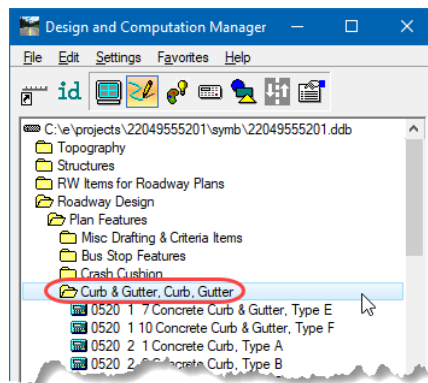 Design and Computation Manager
File Edit Settings Favorites Help
id
C:\e\projects\22049555201\symb\22049555201.ddb
Topography
Structures
RW Items for Roadway Plans
Roadway Design
Plan Features
Misc Drafting & Criteria Items
Bus Stop Features
Crash Cushion
Curb & Gutter, Curb, Gutter
0520 1 7 Concrete Curb & Gutter, Type E
0520 1 10 Concrete Curb & Gutter, Type F
0520 2 1 Concrete Curb, Type A
0520 2 Concrete Curb, Type B